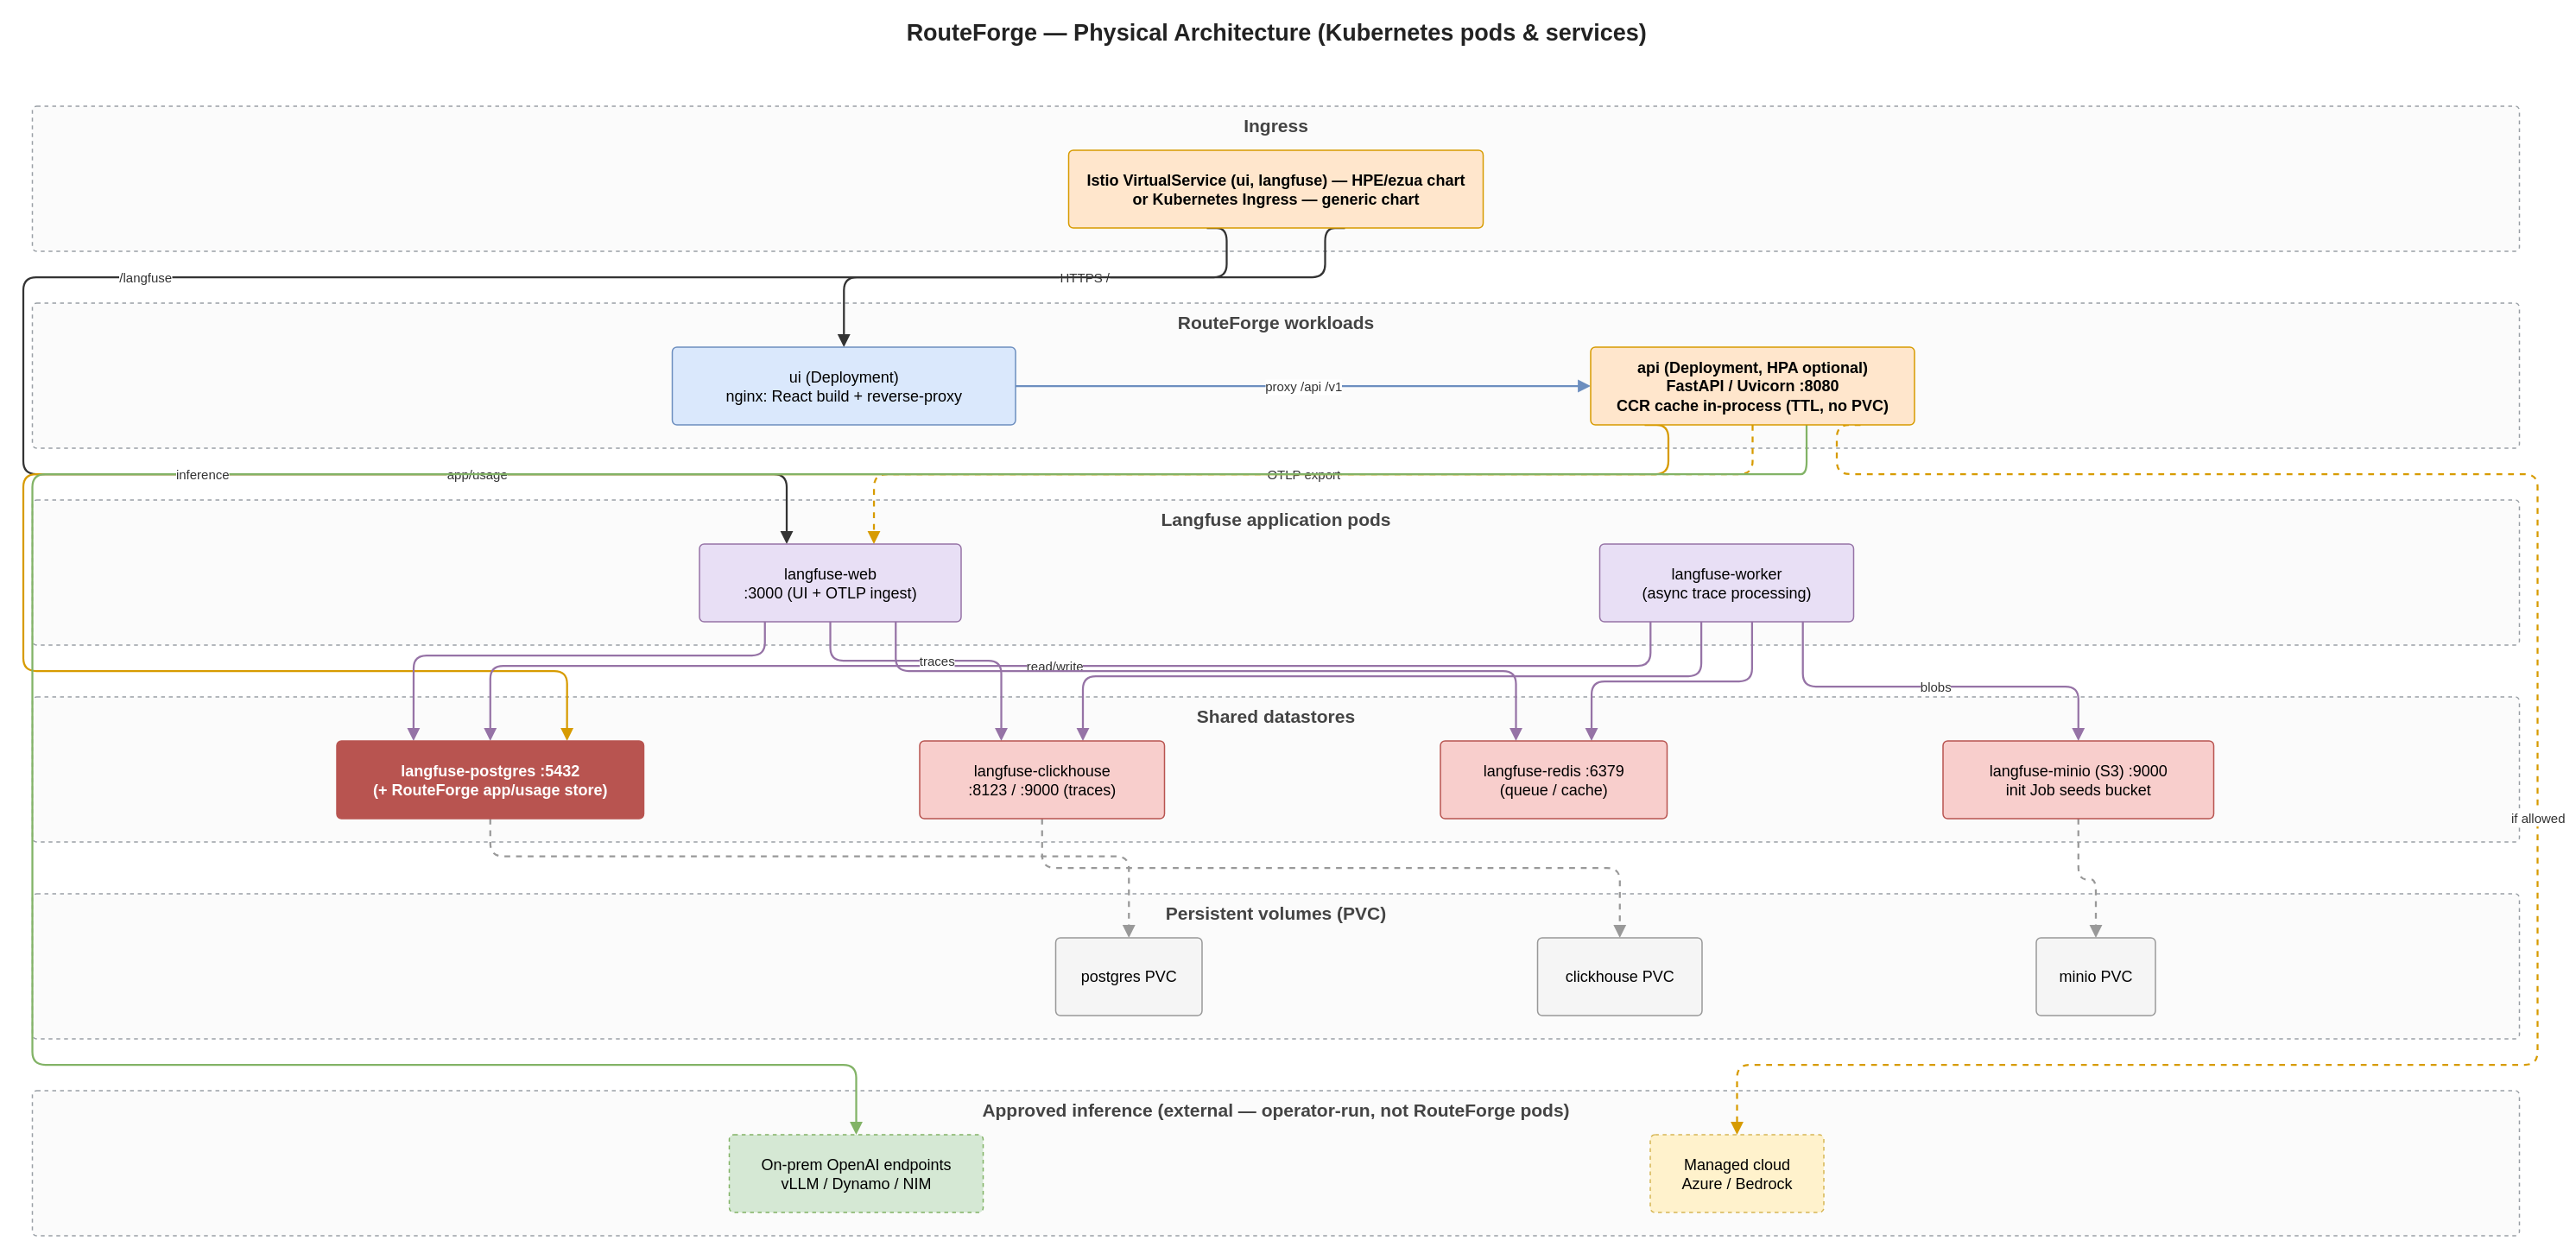 RouteForge — Physical Architecture (Kubernetes pods & services)
Ingress
Istio VirtualService (ui, langfuse) — HPE/ezua chart
or Kubernetes Ingress — generic chart
/langfuse
HTTPS /
RouteForge workloads
ui (Deployment)
nginx: React build + reverse-proxy
proxy /api /v1
api (Deployment, HPA optional)
FastAPI / Uvicorn :8080
CCR cache in-process (TTL, no PVC)
inference
app/usage
OTLP export
Langfuse application pods
langfuse-web
:3000 (UI + OTLP ingest)
langfuse-worker
(async trace processing)
traces
read/write
blobs
Shared datastores
langfuse-postgres :5432
(+ RouteForge app/usage store)
langfuse-clickhouse
:8123 / :9000 (traces)
langfuse-redis :6379
(queue / cache)
langfuse-minio (S3) :9000
init Job seeds bucket
if allowed
Persistent volumes (PVC)
postgres PVC
clickhouse PVC
minio PVC
Approved inference (external — operator-run, not RouteForge pods)
On-prem OpenAI endpoints
vLLM / Dynamo / NIM
Managed cloud
Azure / Bedrock